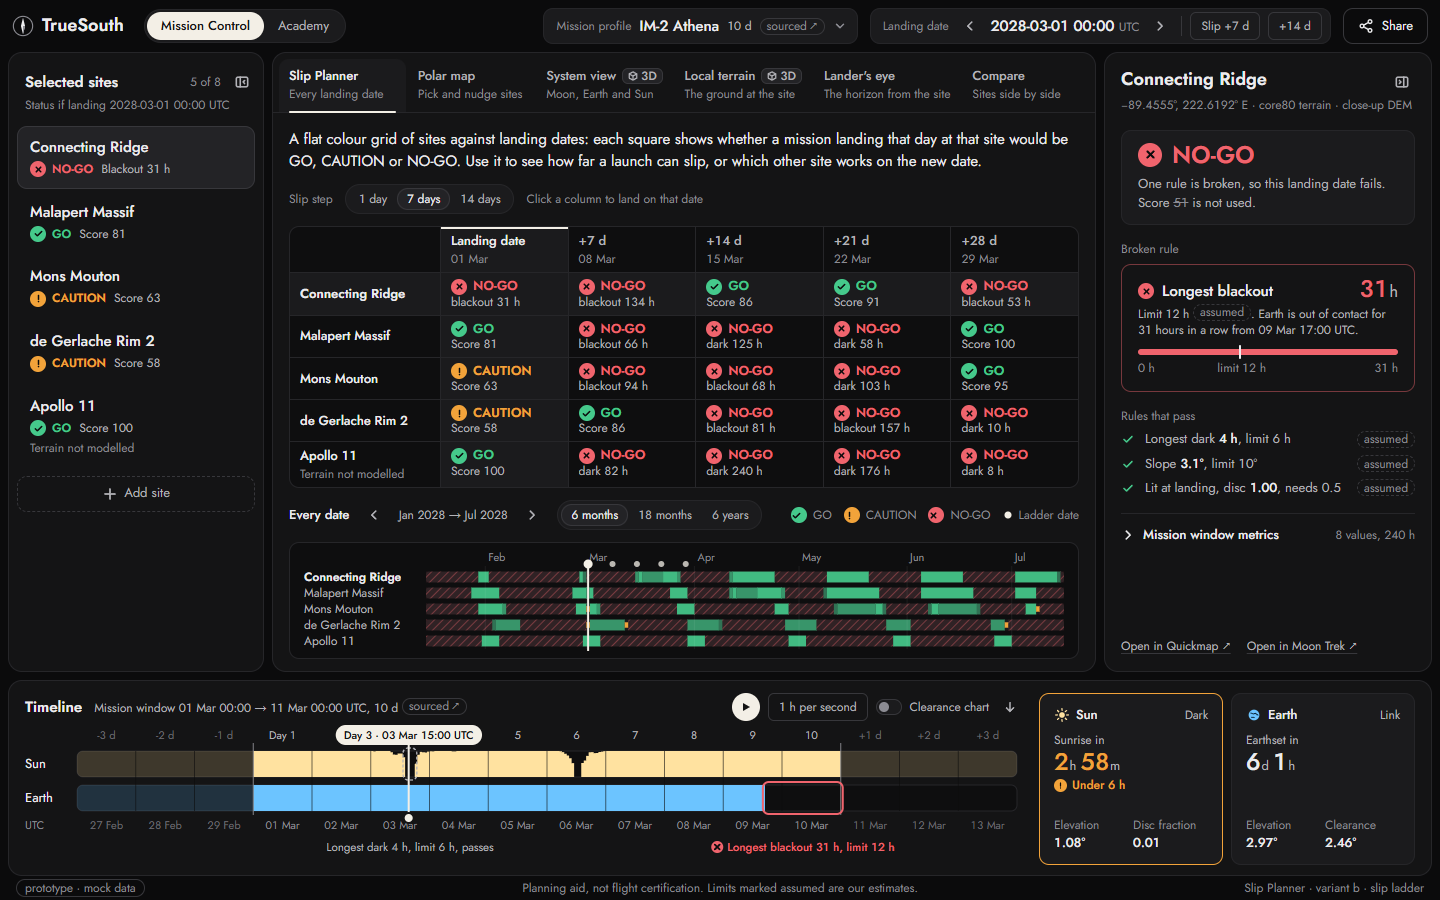 TrueSouth
Mission Control
Academy
Mission profile IM-2 Athena 10 d sourced ↗
Landing date 2028-03-01 00:00 UTC
Slip +7 d
+14 d
Share
Selected sites
5 of 8
Status if landing 2028-03-01 00:00 UTC
Connecting Ridge
NO-GO Blackout 31 h
Malapert Massif
GO Score 81
Mons Mouton
CAUTION Score 63
de Gerlache Rim 2
CAUTION Score 58
Apollo 11
GO Score 100
Terrain not modelled
+ Add site
Slip Planner
Every landing date
Polar map
Pick and nudge sites
System view 3D
Moon, Earth and Sun
Local terrain 3D
The ground at the site
Lander's eye
The horizon from the site
Compare
Sites side by side
A flat colour grid of sites against landing dates: each square shows whether a mission landing that day at that site would be
GO, CAUTION or NO-GO. Use it to see how far a launch can slip, or which other site works on the new date.
Slip step 1 day 7 days 14 days Click a column to land on that date
Landing date +7 d +14 d +21 d +28 d
01 Mar 08 Mar 15 Mar 22 Mar 29 Mar
Connecting Ridge
NO-GO NO-GO GO GO NO-GO
blackout 31 h blackout 134 h Score 86 Score 91 blackout 53 h
Malapert Massif
GO NO-GO NO-GO NO-GO GO
Score 81 blackout 66 h dark 125 h dark 58 h Score 100
Mons Mouton
CAUTION NO-GO NO-GO NO-GO GO
Score 63 blackout 94 h blackout 68 h dark 103 h Score 95
de Gerlache Rim 2
CAUTION GO NO-GO NO-GO NO-GO
Score 58 Score 86 blackout 81 h blackout 157 h dark 10 h
Apollo 11
Terrain not modelled
GO NO-GO NO-GO NO-GO NO-GO
Score 100 dark 82 h dark 240 h dark 176 h dark 8 h
Every date Jan 2028 → Jul 2028 6 months 18 months 6 years GO CAUTION NO-GO Ladder date
Feb Mar Apr May Jun Jul
Connecting Ridge
Malapert Massif
Mons Mouton
de Gerlache Rim 2
Apollo 11
Connecting Ridge
−89.4555°, 222.6192° E · core80 terrain · close-up DEM
NO-GO
One rule is broken, so this landing date fails.
Score 51 is not used.
Broken rule
Longest blackout 31 h
Limit 12 h assumed . Earth is out of contact for
31 hours in a row from 09 Mar 17:00 UTC.
0 h limit 12 h 31 h
Rules that pass
Longest dark 4 h, limit 6 h assumed
Slope 3.1°, limit 10° assumed
Lit at landing, disc 1.00, needs 0.5 assumed
Mission window metrics 8 values, 240 h
Open in Quickmap ↗ Open in Moon Trek ↗
Timeline Mission window 01 Mar 00:00 → 11 Mar 00:00 UTC, 10 d sourced ↗
1 h per second Clearance chart ↓
-3 d -2 d -1 d Day 1 Day 3 · 03 Mar 15:00 UTC 5 6 7 8 9 10 +1 d +2 d +3 d
Sun
Earth
UTC 27 Feb 28 Feb 29 Feb 01 Mar 02 Mar 03 Mar 04 Mar 05 Mar 06 Mar 07 Mar 08 Mar 09 Mar 10 Mar 11 Mar 12 Mar 13 Mar
Longest dark 4 h, limit 6 h, passes
Longest blackout 31 h, limit 12 h
Sun Dark
Sunrise in
2h 58m
Under 6 h
Elevation Disc fraction
1.08° 0.01
Earth Link
Earthset in
6d 1h
Elevation Clearance
2.97° 2.46°
prototype · mock data
Planning aid, not flight certification. Limits marked assumed are our estimates.
Slip Planner · variant b · slip ladder